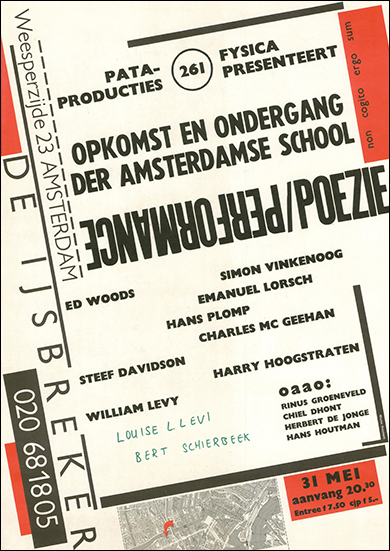 PATA- 261 FYSICA
PRODUCTIES PRESENTEERT
non cogito ergo sum
OPKOMST EN ONDERGANG
DER AMSTERDAMSE SCHOOL
POEZIE/PERFORMANCE
Weesperzijde 23 AMSTERDAM
DE IJSBREKER
020 681805
SIMON VINKENOOG
ED WOODS
EMANUEL LORSCH
HANS PLOMP
CHARLES MC GEEHAN
STEEF DAVIDSON
HARRY HOOGSTRATEN
WILLIAM LEVY
LOUISE L LEVI
BERT SCHIERBEEK
oaao:
RINUS GROENEVELD
CHIEL DHONT
HERBERT DE JONGE
HANS HOUTMAN
31 MEI
aanvang 20.30
Entree f 7.50 cjp f 5.-